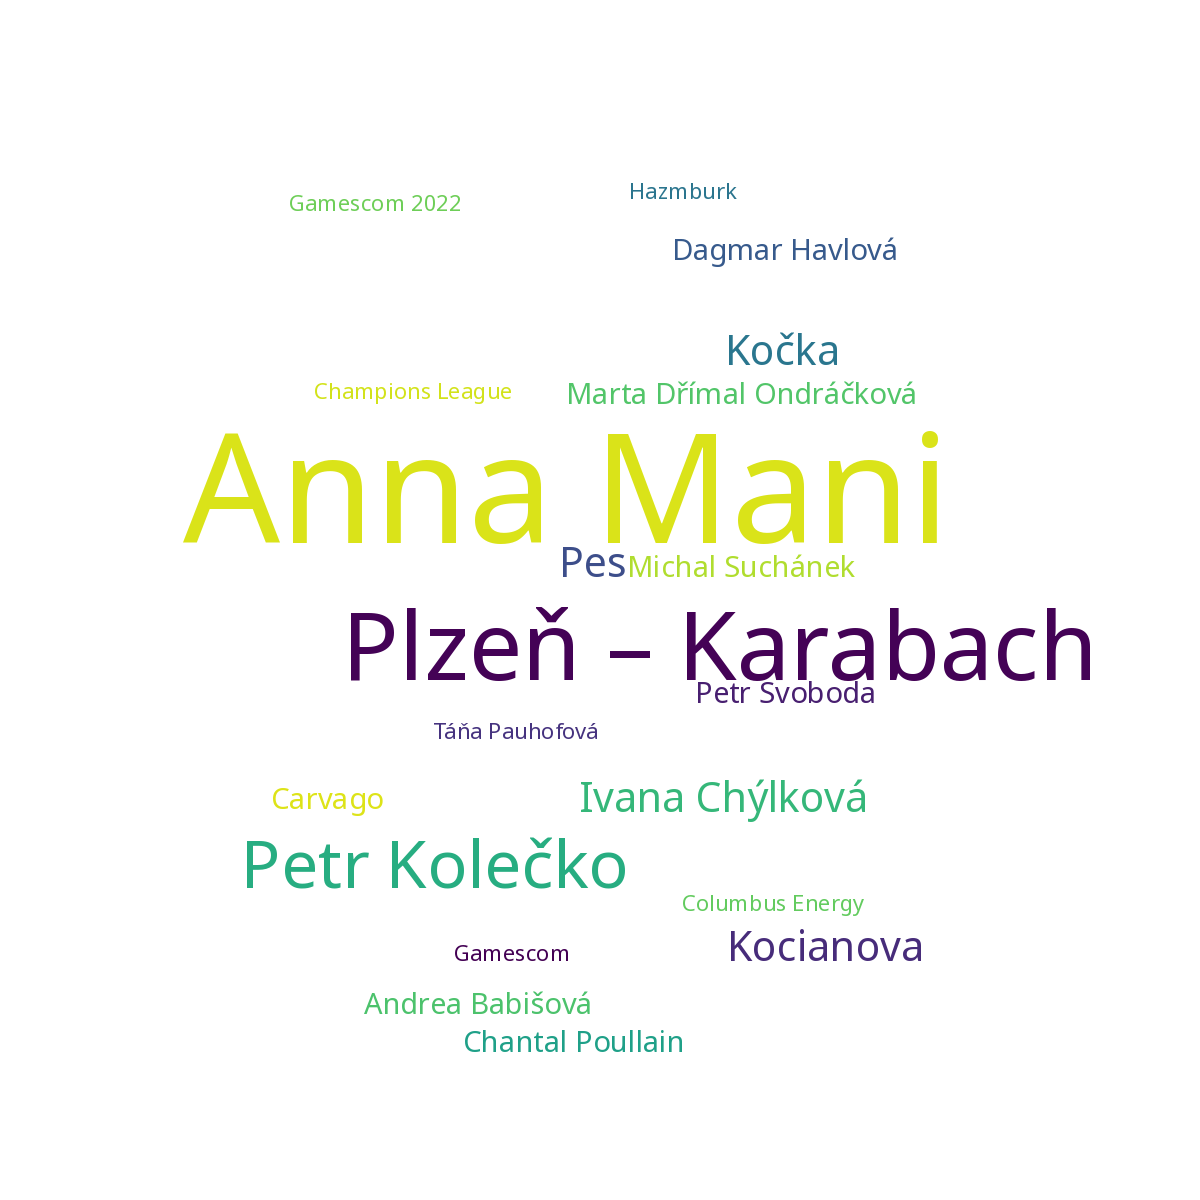 Hazmburk
Gamescom 2022
Dagmar Havlová
Kočka
Champions League
Marta Dřímal Ondráčková
Anna Mani
Pes
Michal Suchánek
Plzeň – Karabach
Petr Svoboda
Táňa Pauhofová
Carvago
Ivana Chýlková
Petr Kolečko
Columbus Energy
Gamescom
Kocianova
Andrea Babišová
Chantal Poullain